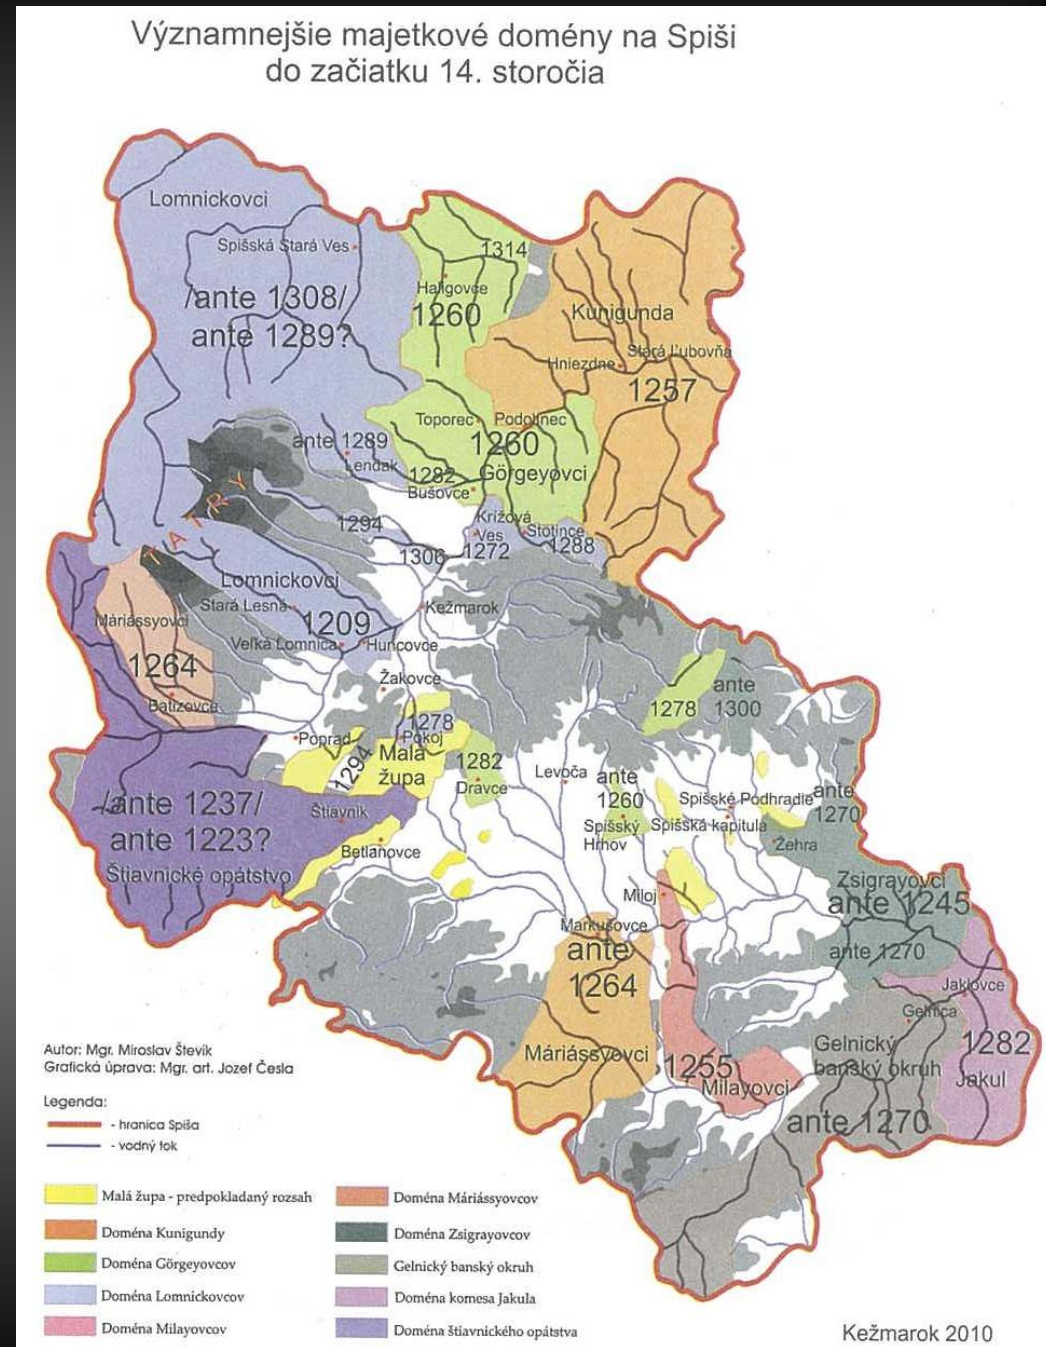 Významnejšie majetkové domény na Spiši
do začiatku 14. storočia
Lomnickovci
Spišská Stará Ves
/ante 1308/
ante 1289?
1314
Haligovce
1260
Kunigunda
Hniezdne
Stará Ľubovňa
1257
Toporec
Podolínec
1260
Görgeyovci
ante 1289
Lendak
1282
Bušovce
TATRY
1294
Krížová
Ves
1272
Stotince
1288
1306
Lomnickovci
Stará Lesná
1209
Kežmarok
Veľká Lomnica
Huncovce
Máriássyovci
1264
Batizovce
Žakovce
1278
Pokoj
Poprad
1294
Malá
župa
1278
ante
1300
1282
Dravce
Levoča
ante
1260
Spišský
Hrhov
Spišské Podhradie
Spišská kapitula
ante
1270
Žehra
/ante 1237/
ante 1223?
Štiavnické opátstvo
Štiavnik
Betlanovce
Zsigrayovci
ante 1245
ante 1270
Miloj
Markušovce
ante
1264
Máriássyovci
Jaklovce
Gelnica
1282
Jakul
Gelnický
banský okruh
ante 1270
1255
Milayovci
Autor: Mgr. Miroslav Števík
Grafická úprava: Mgr. art. Jozef Česla
Legenda:
- hranica Spiša
- vodný tok
Malá župa - predpokladaný rozsah
Doména Kunigundy
Doména Görgeyovcov
Doména Lomnickovcov
Doména Milayovcov
Doména Máriássyovcov
Doména Zsigrayovcov
Gelnický banský okruh
Doména komesa Jakula
Doména štiavnického opátstva
Kežmarok 2010